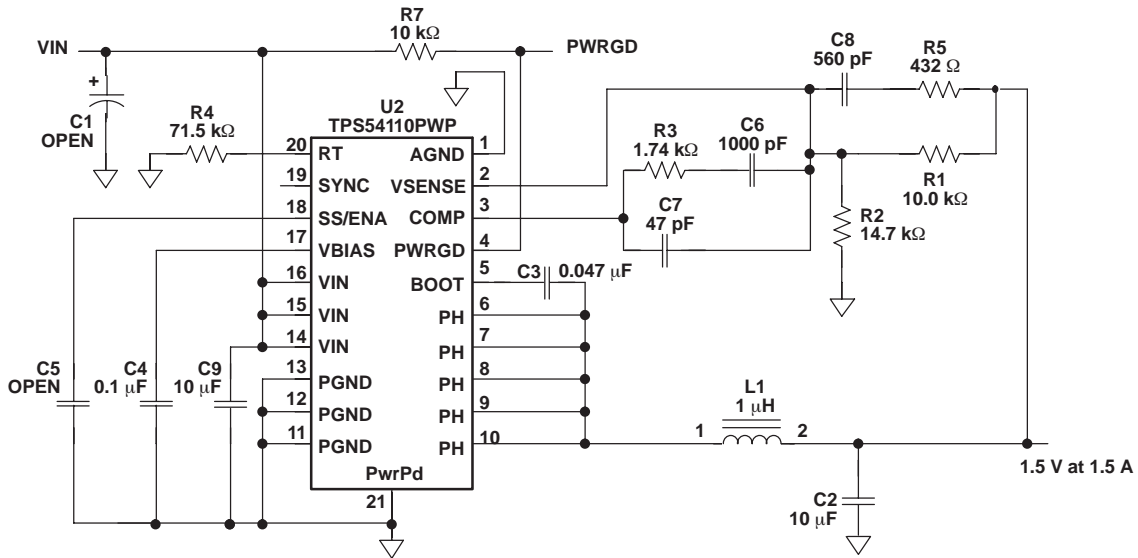 VIN
R7
10 kΩ
PWRGD
+
C1
OPEN
R4
71.5 kΩ
U2
TPS54110PWP
20
RT
19
SYNC
18
SS/ENA
17
VBIAS
16
VIN
15
VIN
14
VIN
13
PGND
12
PGND
11
PGND
AGND
1
VSENSE
2
COMP
3
PWRGD
4
BOOT
5
PH
6
PH
7
PH
8
PH
9
PH
10
PwrPd
21
C5
OPEN
C4
0.1 μF
C9
10 μF
C3
0.047 μF
R3
1.74 kΩ
C6
1000 pF
C7
47 pF
C8
560 pF
R5
432 Ω
R1
10.0 kΩ
R2
14.7 kΩ
L1
1 μH
1
2
C2
10 μF
1.5 V at 1.5 A